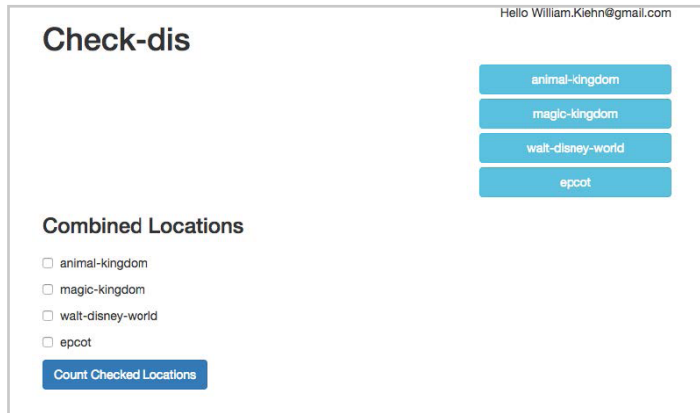 Hello William.Kiehn@gmail.com
Check-dis
animal-kingdom
magic-kingdom
walt-disney-world
epcot
Combined Locations
animal-kingdom
magic-kingdom
walt-disney-world
epcot
Count Checked Locations